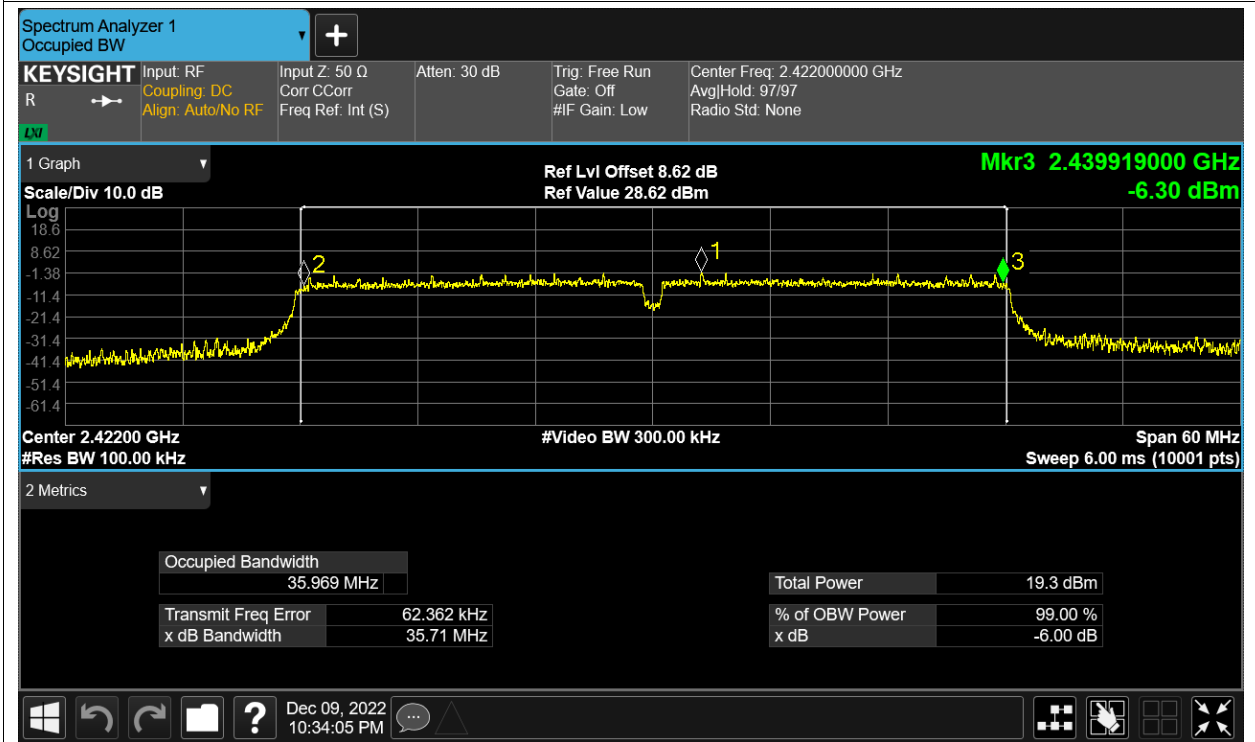 Spectrum Analyzer 1
Occupied BW
+
KEYSIGHT
R
LXI
Input: RF
Coupling: DC
Align: Auto/No RF
Input Z: 50 Ω
Corr CCorr
Freq Ref: Int (S)
Atten: 30 dB
Trig: Free Run
Gate: Off
#IF Gain: Low
Center Freq: 2.422000000 GHz
Avg|Hold: 97/97
Radio Std: None
1 Graph
Scale/Div 10.0 dB
Ref Lvl Offset 8.62 dB
Ref Value 28.62 dBm
Mkr3 2.439919000 GHz
-6.30 dBm
Log
18.6
8.62
-1.38
-11.4
-21.4
-31.4
-41.4
-51.4
-61.4
2
1
3
Center 2.42200 GHz
#Res BW 100.00 kHz
#Video BW 300.00 kHz
Span 60 MHz
Sweep 6.00 ms (10001 pts)
2 Metrics
Occupied Bandwidth
35.969 MHz
Transmit Freq Error 62.362 kHz
x dB Bandwidth 35.71 MHz
Total Power 19.3 dBm
% of OBW Power 99.00 %
x dB -6.00 dB
?
Dec 09, 2022
10:34:05 PM